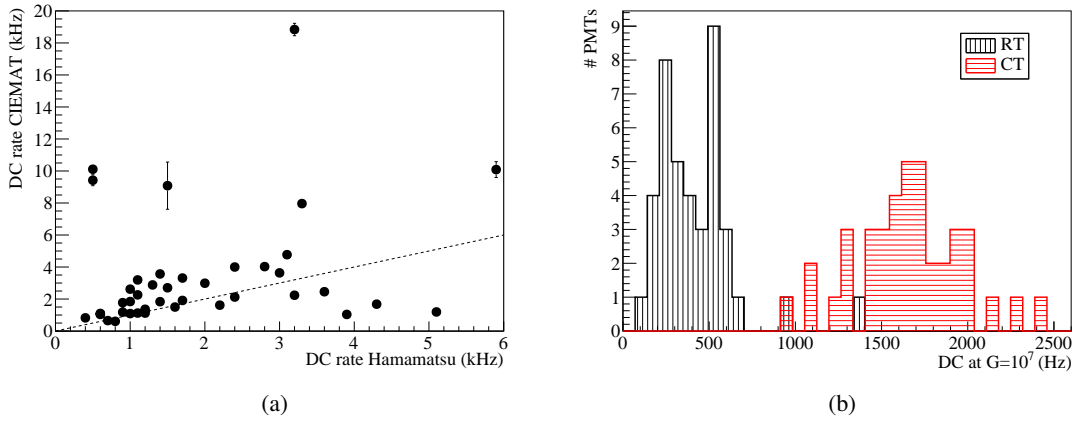 DC rate CIEMAT (kHz)
20
18
16
14
12
10
8
6
4
2
0
0 1 2 3 4 5 6
DC rate Hamamatsu (kHz)
(a)
# PMTs
9
8
7
6
5
4
3
2
1
0
RT
CT
0 500 1000 1500 2000 2500
DC at G=10⁷ (Hz)
(b)